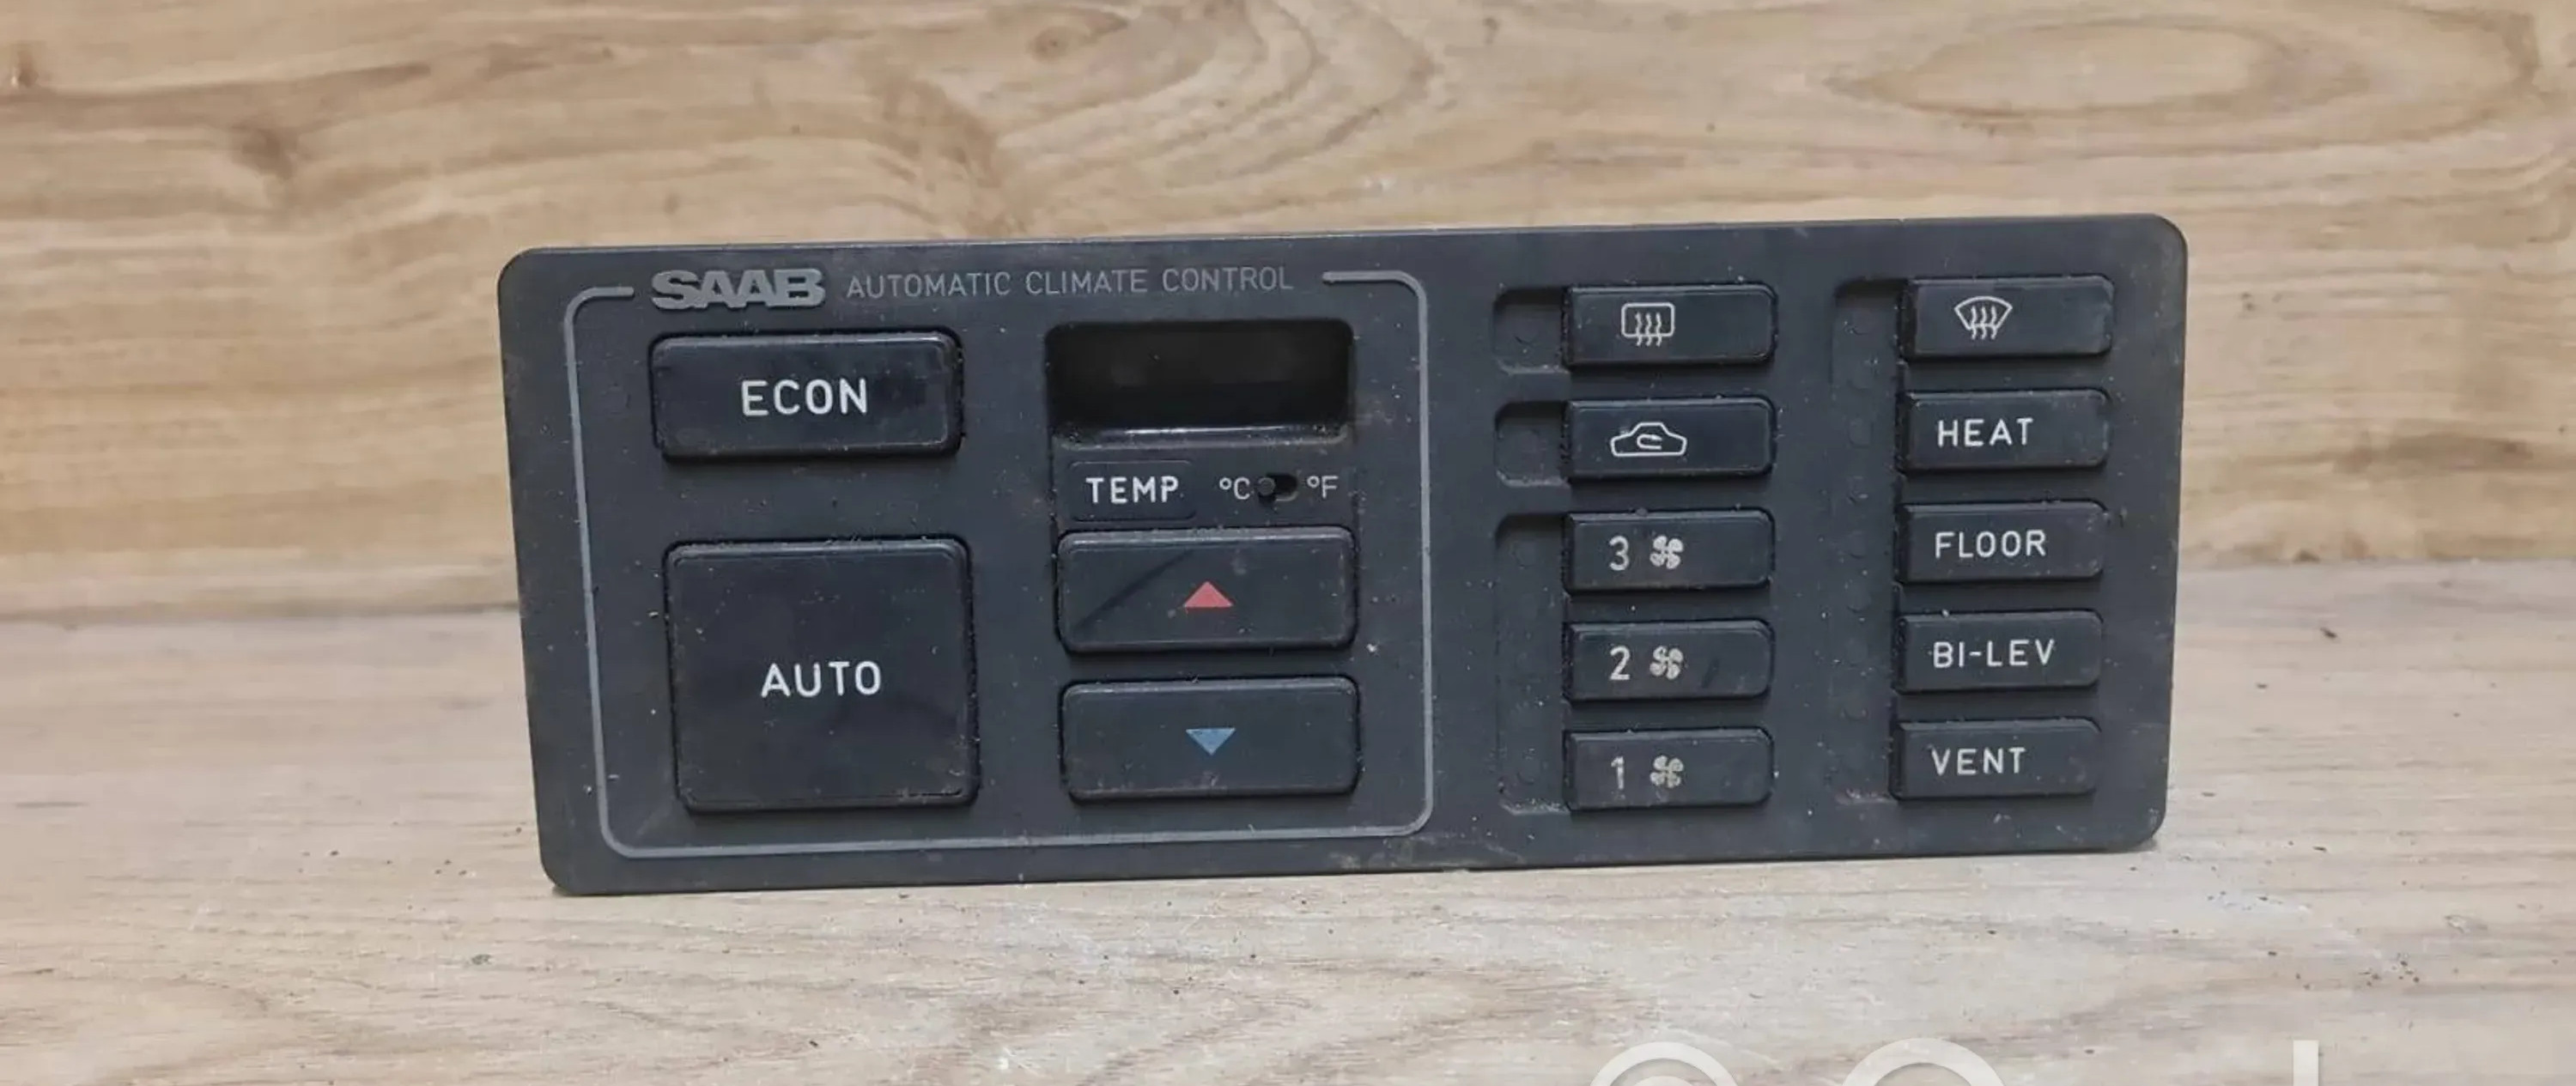 SAAB AUTOMATIC CLIMATE CONTROL
ECON
TEMP °C °F
AUTO
3
2
1
HEAT
FLOOR
BI-LEV
VENT